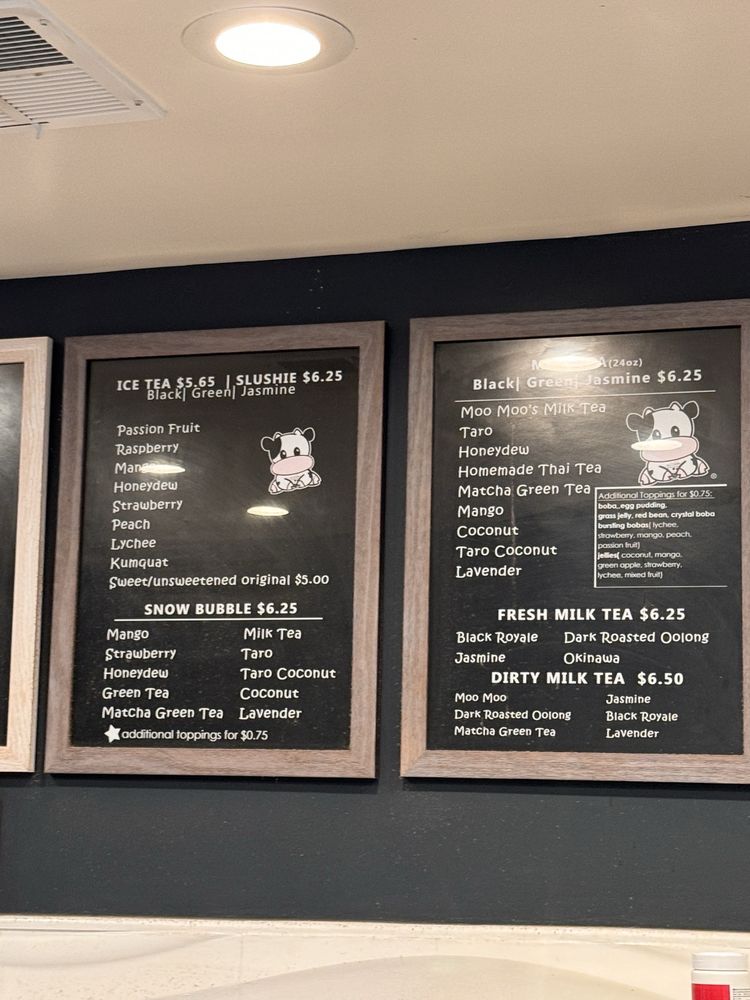 ICE TEA $5.65 | SLUSHIE $6.25
Black| Green| Jasmine
Passion Fruit
Raspberry
Honeydew
Strawberry
Peach
Lychee
Kumquat
Sweet/unsweetened original $5.00
SNOW BUBBLE $6.25
Mango
Strawberry
Honeydew
Green Tea
Matcha Green Tea
Milk Tea
Taro
Taro Coconut
Coconut
Lavender
additional toppings for $0.75
(24oz)
Black| Green| Jasmine $6.25
Moo Moo's Milk Tea
Taro
Honeydew
Homemade Thai Tea
Matcha Green Tea
Mango
Coconut
Taro Coconut
Lavender
Additional Toppings for $0.75:
boba, egg pudding,
grass jelly, red bean, crystal boba
bursting bobas( lychee,
strawberry, mango, peach,
passion fruit)
jellies( coconut, mango,
green apple, strawberry,
lychee, mixed fruit)
FRESH MILK TEA $6.25
Black Royale Dark Roasted Oolong
Jasmine Okinawa
DIRTY MILK TEA $6.50
Moo Moo
Dark Roasted Oolong
Matcha Green Tea
Jasmine
Black Royale
Lavender